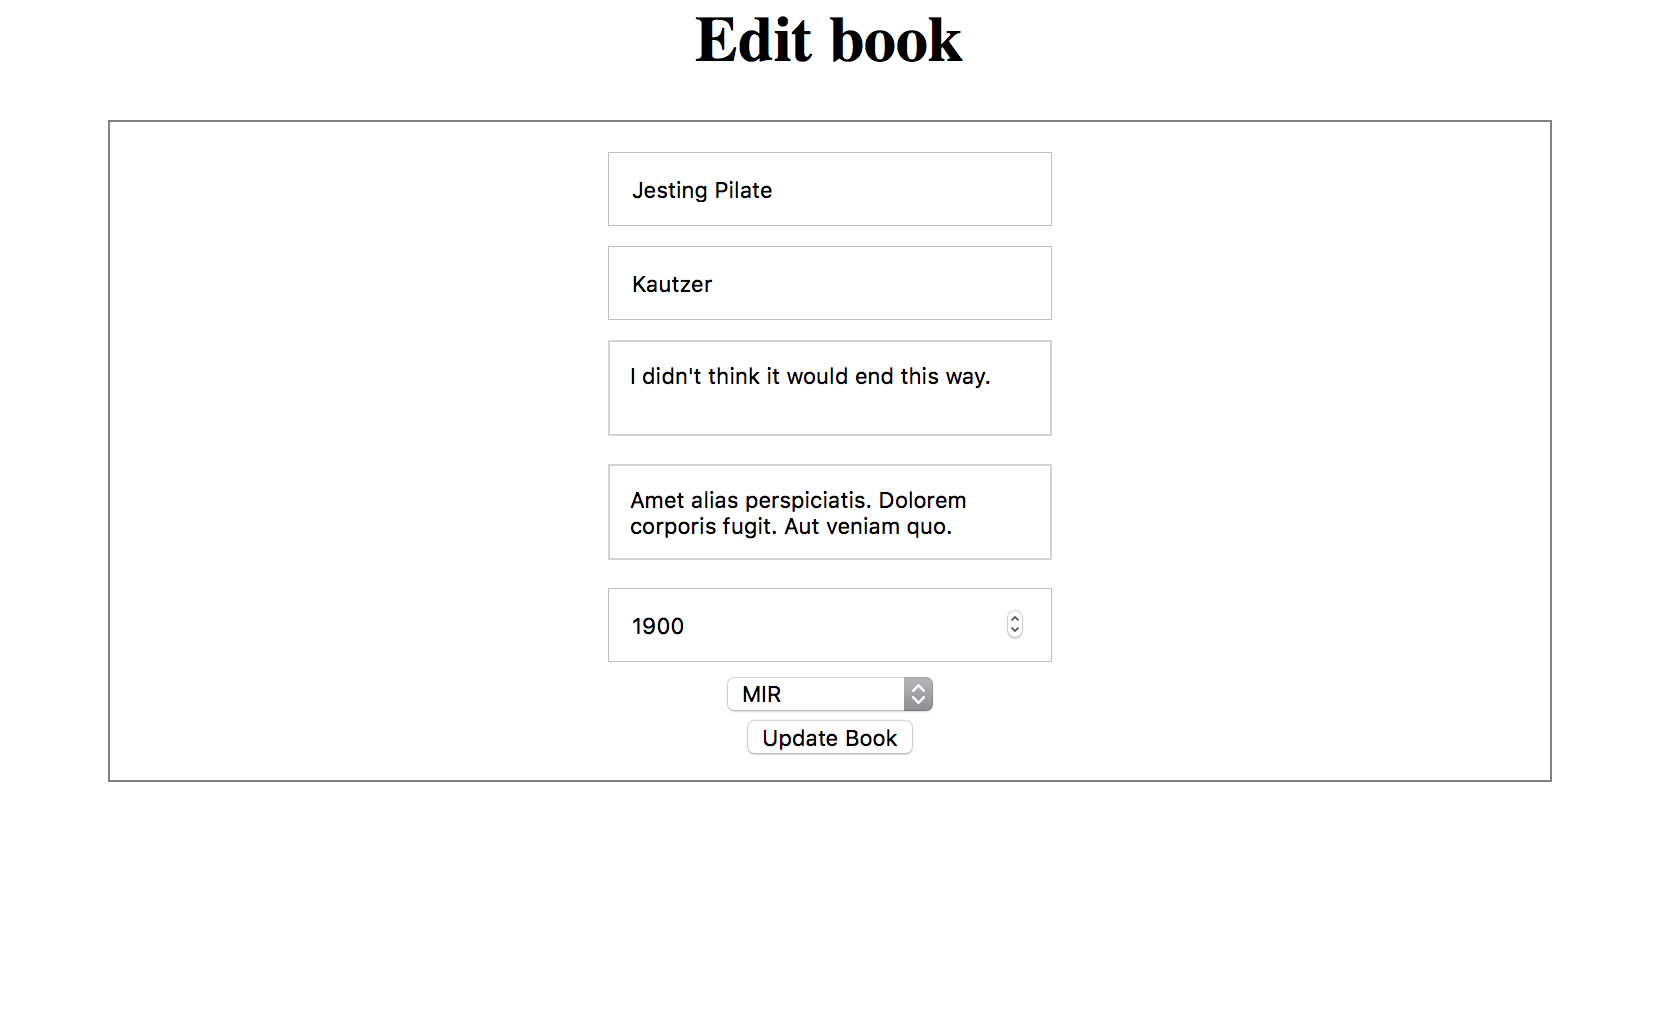 Edit book
Jesting Pilate
Kautzer
I didn't think it would end this way.
Amet alias perspiciatis. Dolorem
corporis fugit. Aut veniam quo.
1900
MIR
Update Book